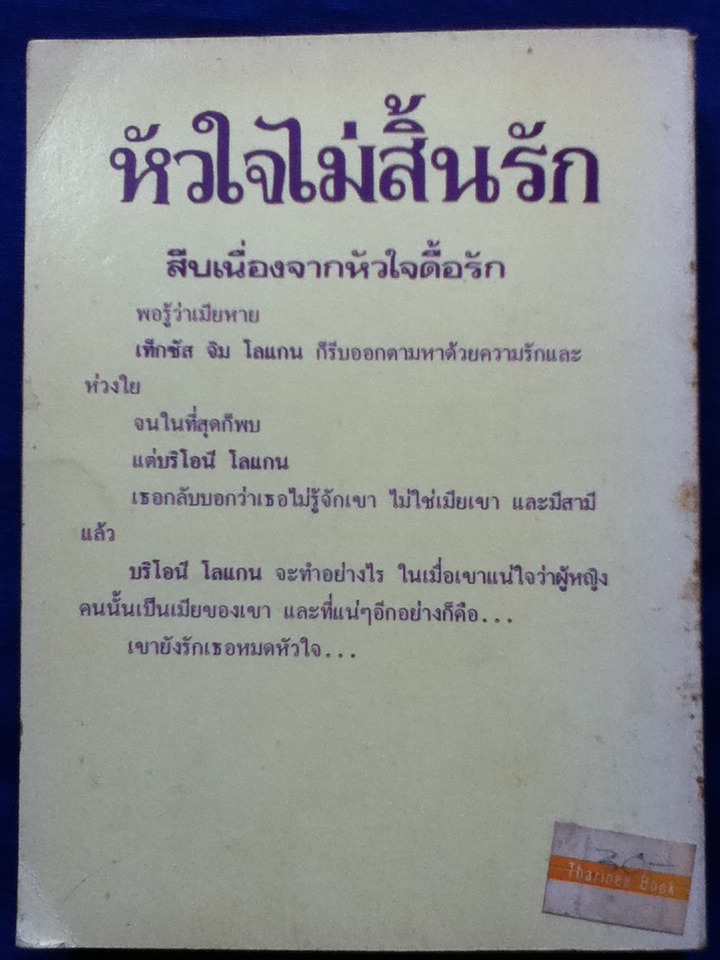 หัวใจไม่สิ้นรัก
สืบเนื่องจากหัวใจดื้อรัก
พอรู้ว่าเมียหาย
เท็กซัส จิม โลแกน ก็รีบออกตามหาด้วยความรักและ
ห่วงใย
จนในที่สุดก็พบ
แต่บริโอนี โลแกน
เธอกลับบอกว่าเธอไม่รู้จักเขา ไม่ใช่เมียเขา และมีสามี
แล้ว
บริโอนี โลแกน จะทำอย่างไร ในเมื่อเขาแน่ใจว่าผู้หญิง
คนนั้นเป็นเมียของเขา และที่แน่ๆอีกอย่างก็คือ...
เขายังรักเธอหมดหัวใจ...
30-
Tharinee Book